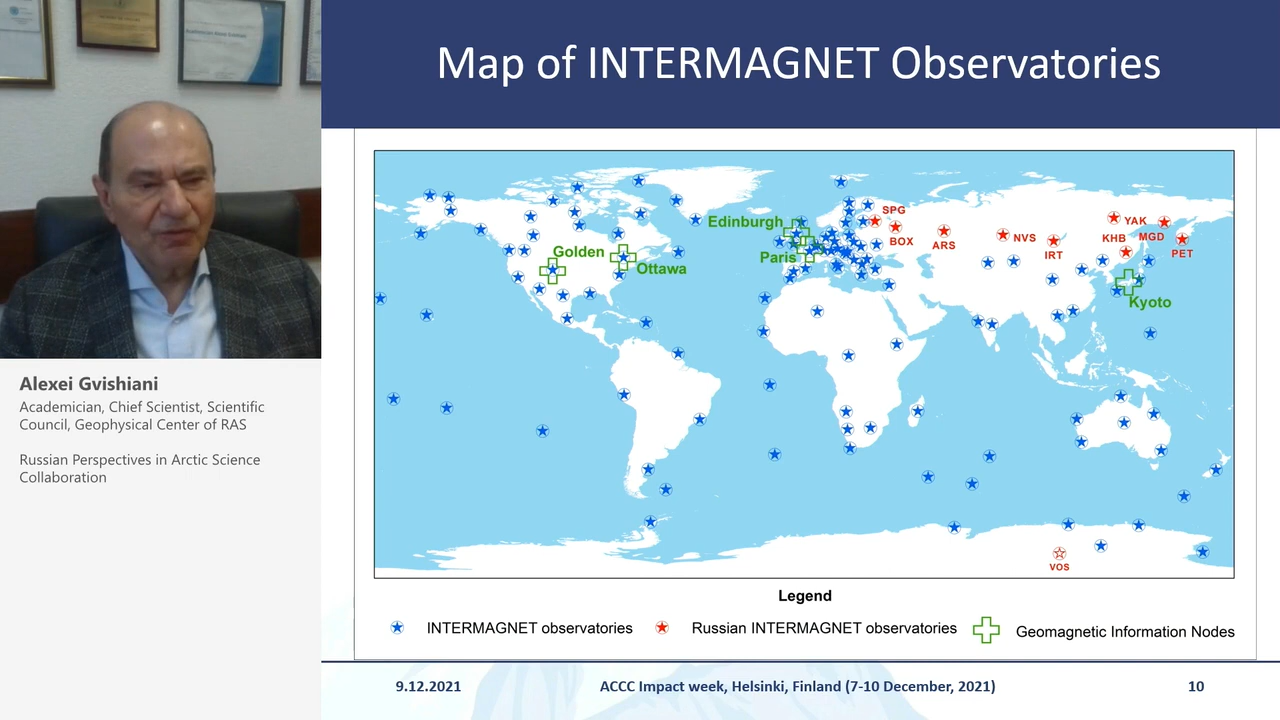 Map of INTERMAGNET Observatories
Alexei Gvishiani
Academician, Chief Scientist, Scientific
Council, Geophysical Center of RAS
Russian Perspectives in Arctic Science
Collaboration
Edinburgh
Golden
Ottawa
Paris
SPG
BOX
ARS
NVS
IRT
YAK
KHB
MGD
PET
Kyoto
VOS
Legend
INTERMAGNET observatories
Russian INTERMAGNET observatories
Geomagnetic Information Nodes
9.12.2021
ACCC Impact week, Helsinki, Finland (7-10 December, 2021)
10